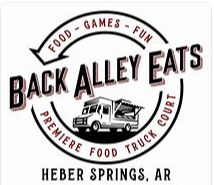 FOOD - GAMES - FUN
BACK ALLEY EATS
PREMIERE FOOD TRUCK COURT
HEBER SPRINGS, AR